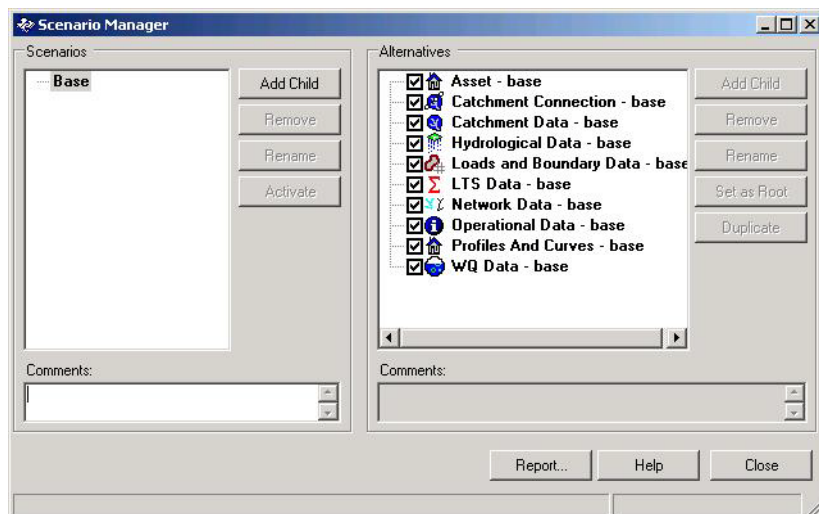 Scenario Manager
Scenarios
Base
Add Child
Remove
Rename
Activate
Comments:
Alternatives
Asset - base
Catchment Connection - base
Catchment Data - base
Hydrological Data - base
Loads and Boundary Data - base
LTS Data - base
Network Data - base
Operational Data - base
Profiles And Curves - base
WQ Data - base
Add Child
Remove
Rename
Set as Root
Duplicate
Comments:
Report...
Help
Close